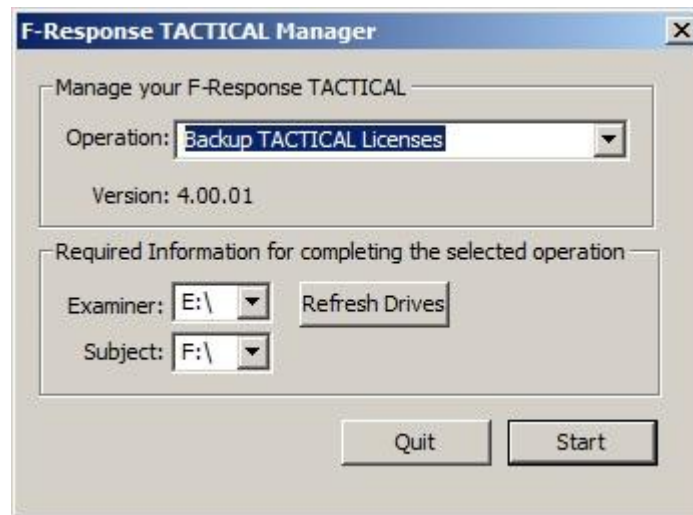 F-Response TACTICAL Manager
Manage your F-Response TACTICAL
Operation: Backup TACTICAL Licenses
Version: 4.00.01
Required Information for completing the selected operation
Examiner: E:\ Refresh Drives
Subject: F:\
Quit Start